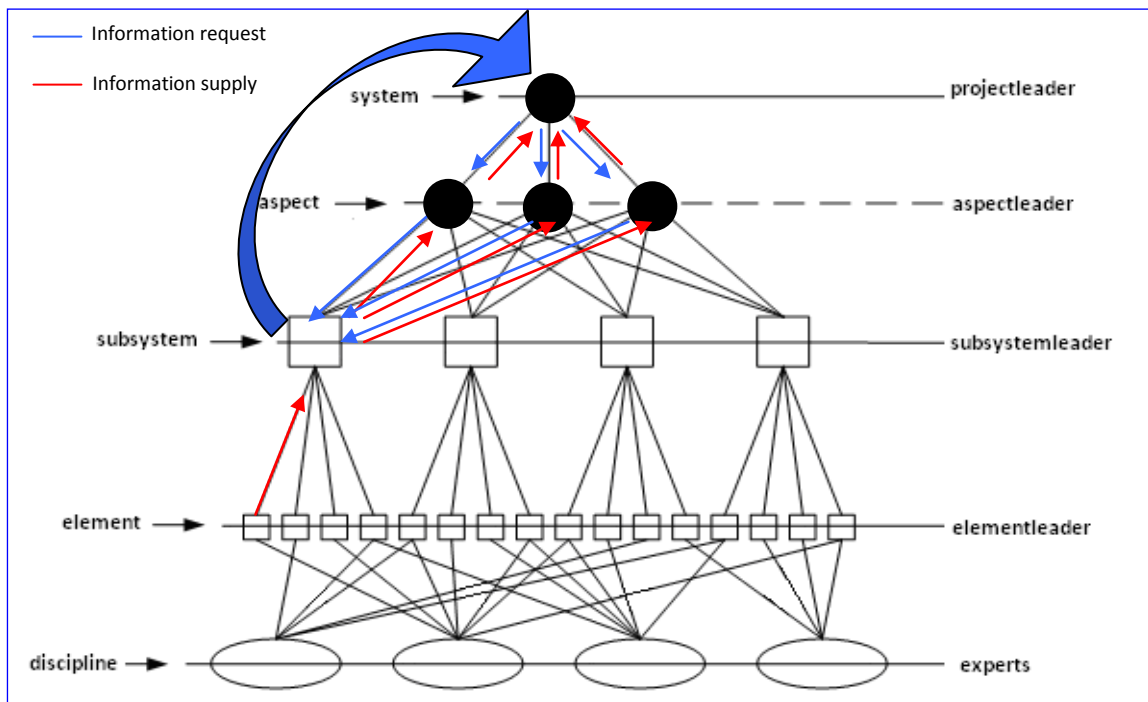 Information request
Information supply
system
projectleader
aspect
aspectleader
subsystem
subsystemleader
element
elementleader
discipline
experts